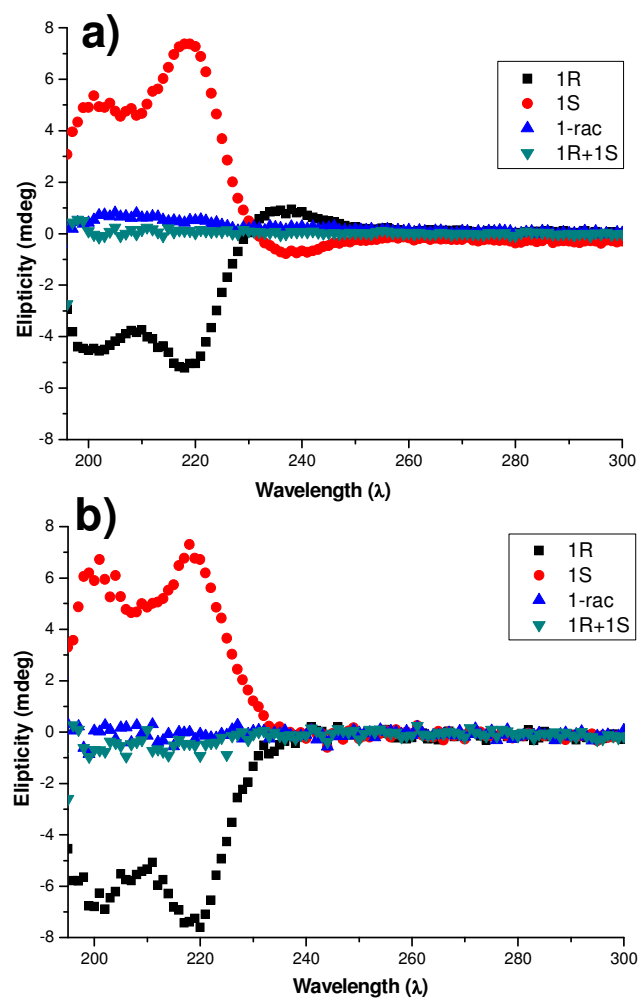 a)
8
6
4
2
0
-2
-4
-6
-8
Elipticity (mdeg)
1R
1S
1-rac
1R+1S
200 220 240 260 280 300
Wavelength (λ)
b)
8
6
4
2
0
-2
-4
-6
-8
Elipticity (mdeg)
1R
1S
1-rac
1R+1S
200 220 240 260 280 300
Wavelength (λ)